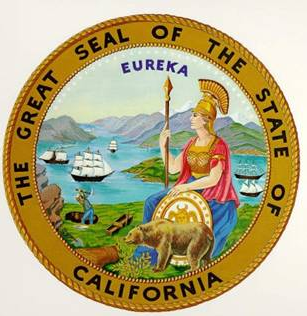 THE GREAT SEAL OF THE STATE OF CALIFORNIA
EUREKA